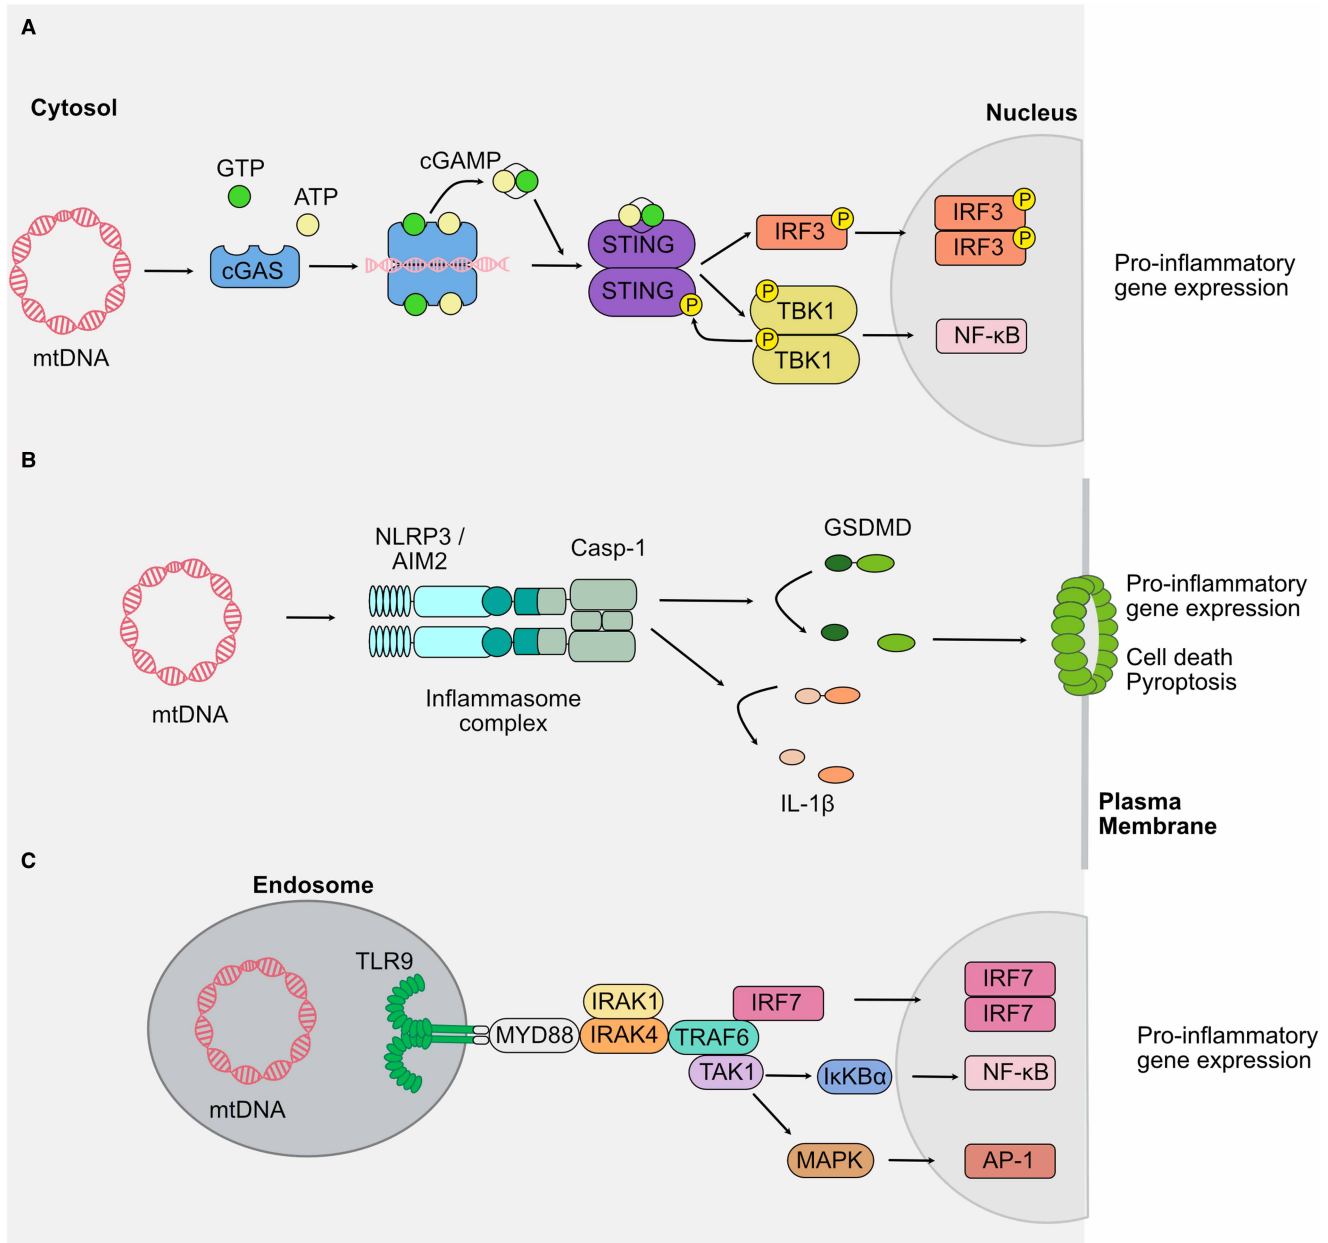 A
Cytosol
Nucleus
GTP
ATP
cGAMP
cGAS
mtDNA
STING
STING
P
IRF3
P
P
TBK1
P
TBK1
IRF3
P
IRF3
P
NF-κB
Pro-inflammatory
gene expression
B
mtDNA
NLRP3 /
AIM2
Casp-1
Inflammasome
complex
GSDMD
IL-1β
Pro-inflammatory
gene expression
Cell death
Pyroptosis
Plasma
Membrane
C
Endosome
TLR9
mtDNA
MYD88
IRAK1
IRAK4
TRAF6
IRF7
TAK1
IκKBα
MAPK
IRF7
IRF7
NF-κB
AP-1
Pro-inflammatory
gene expression